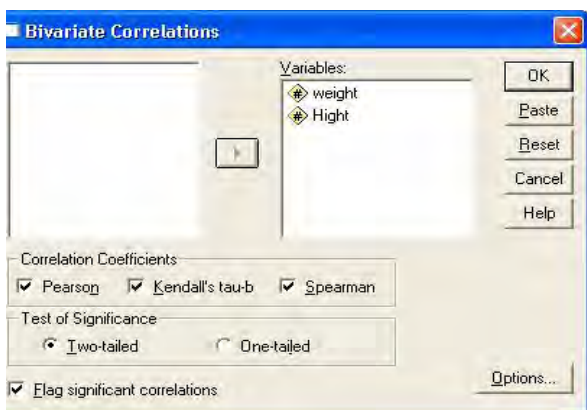 Bivariate Correlations
Variables:
weight
Hight
OK
Paste
Reset
Cancel
Help
Correlation Coefficients
Pearson Kendall's tau-b Spearman
Test of Significance
Two-tailed One-tailed
Flag significant correlations
Options...